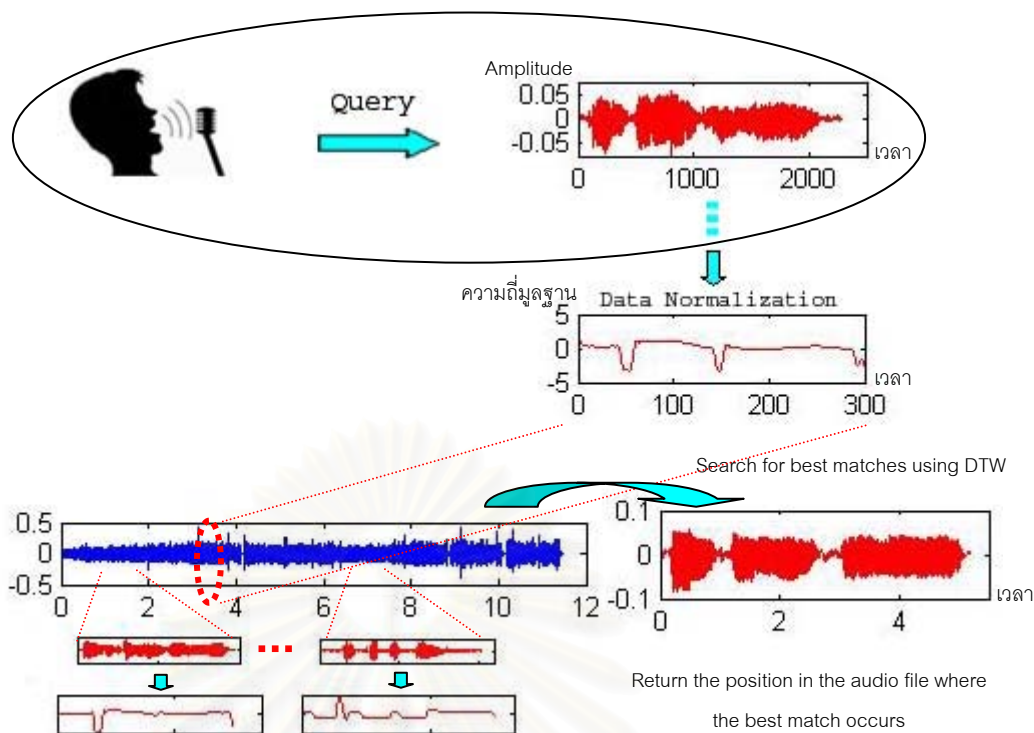 Amplitude
Query
0.05
0
-0.05
เวลา
0 1000 2000
ความถี่มูลฐาน Data Normalization
5
0
-5
เวลา
0 100 200 300
Search for best matches using DTW
0.5
0
-0.5
0 2 4 6 8 10 12
0.1
0
-0.1
เวลา
0 2 4
Return the position in the audio file where
the best match occurs